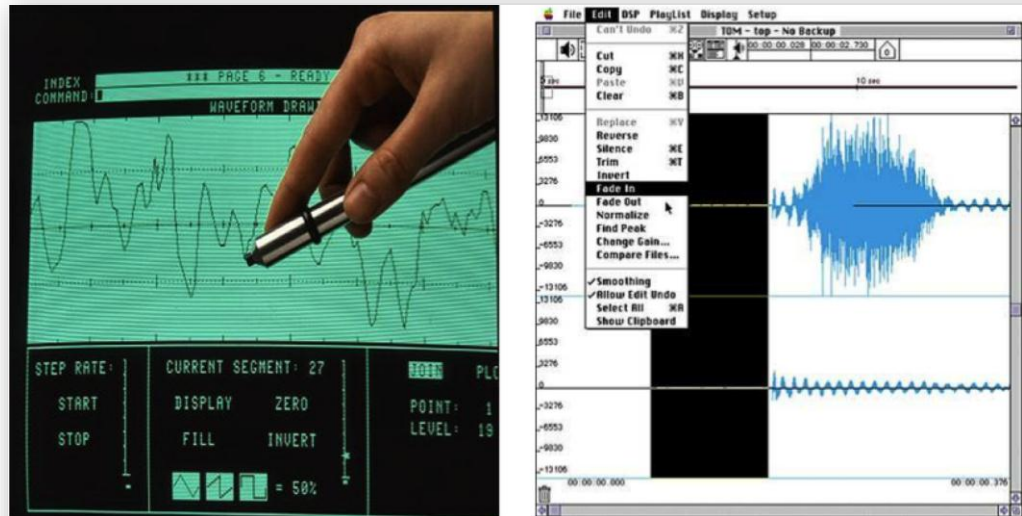 *** PAGE 6 - READY
INDEX
COMMAND:
WAVEFORM DRAWI
STEP RATE:
START
STOP
CURRENT SEGMENT: 27
DISPLAY ZERO
FILL INVERT
= 50%
JOIN PLO
POINT: 1
LEVEL: 19
File Edit DSP PlayList Display Setup
TDM - top - No Backup
00 00 00.028 00 00 02.730
Can't Undo ⌘Z
Cut
Copy ⌘C
Paste
Clear ⌘B
Replace
Reverse
Silence ⌘E
Trim ⌘T
Invert
Fade In
Fade Out
Normalize
Find Peak
Change Gain...
Compare Files...
✓Smoothing
✓Allow Edit Undo
Select All ⌘A
Show Clipboard
10 sec
13106
9830
6553
3276
0
-3276
-6553
-9830
-13106
13106
9830
6553
3276
0
-3276
-6553
-9830
-13106
00 00 00.000 00 00 00.376